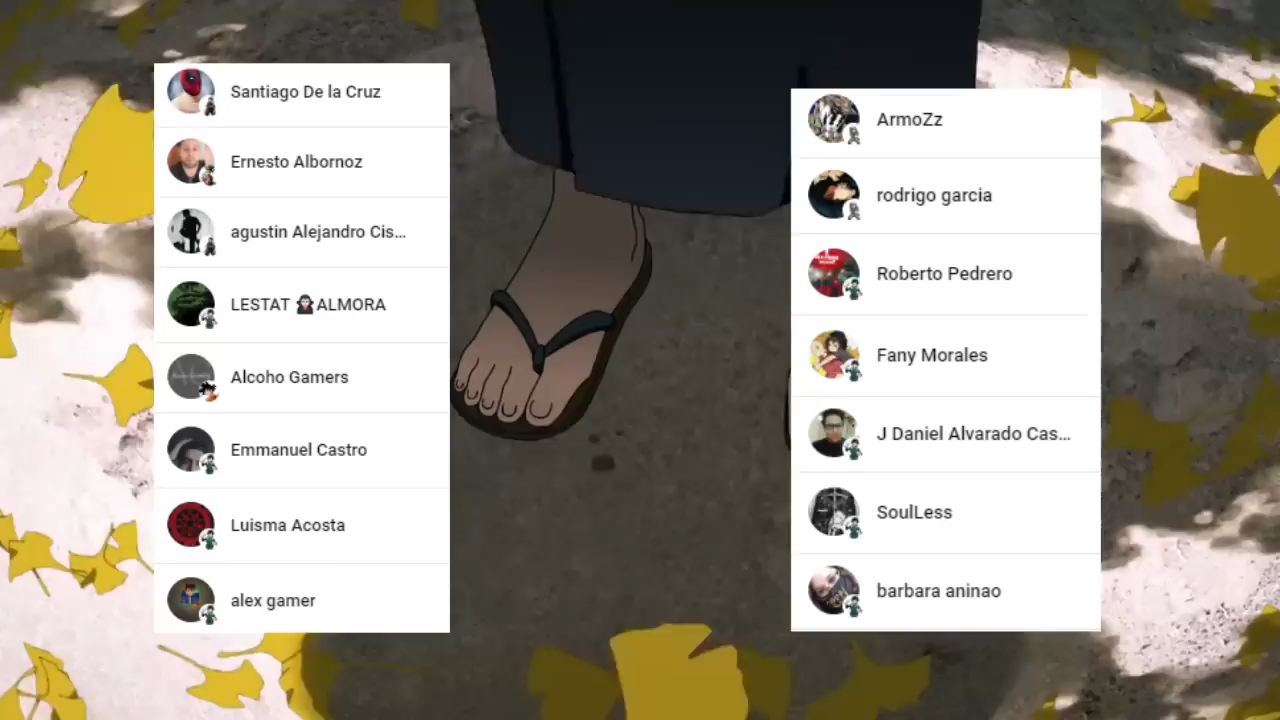 Santiago De la Cruz
Ernesto Albornoz
agustin Alejandro Cis...
LESTAT 🧛ALMORA
Alcoho Gamers
Emmanuel Castro
Luisma Acosta
alex gamer
ArmoZz
rodrigo garcia
Roberto Pedrero
Fany Morales
J Daniel Alvarado Cas...
SoulLess
barbara aninao